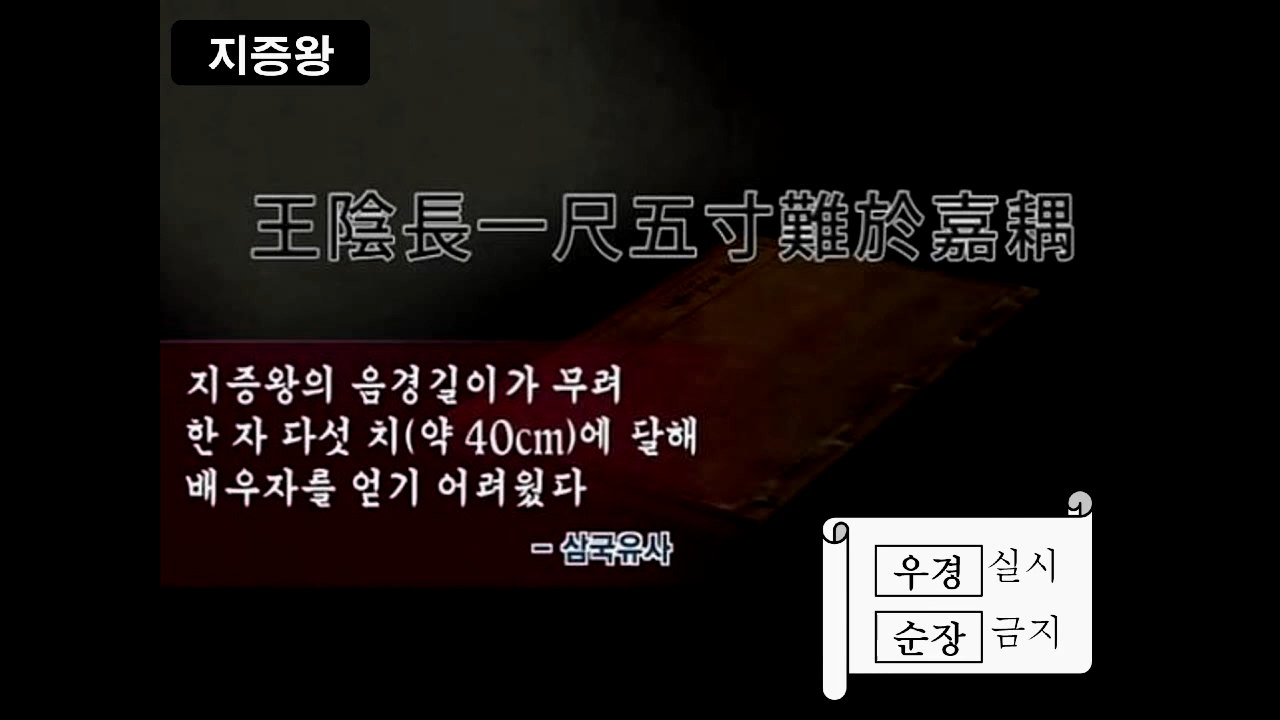 지증왕
王陰長一尺五寸難於嘉耦
지증왕의 음경길이가 무려
한 자 다섯 치(약 40cm)에 달해
배우자를 얻기 어려웠다
- 삼국유사
우경 실시
순장 금지